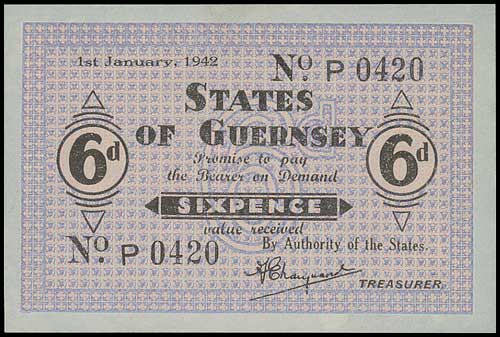 1st January, 1942
No. P 0420
STATES
OF GUERNSEY
6d
6d
Promise to pay
the Bearer on Demand
SIXPENCE
value received
No. P 0420
By Authority of the States.
TREASURER.